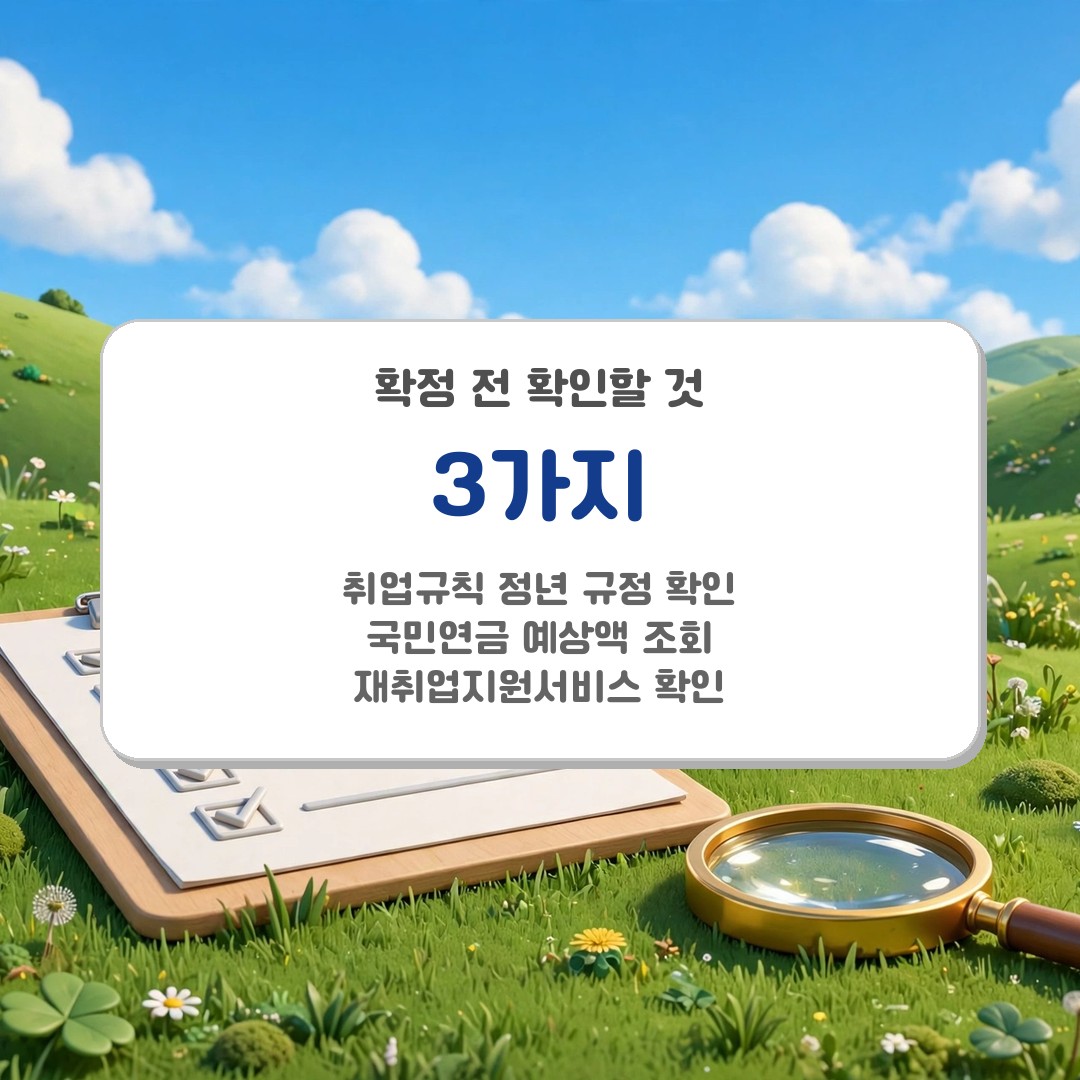 확정 전 확인할 것
3가지
취업규칙 정년 규정 확인
국민연금 예상액 조회
재취업지원서비스 확인